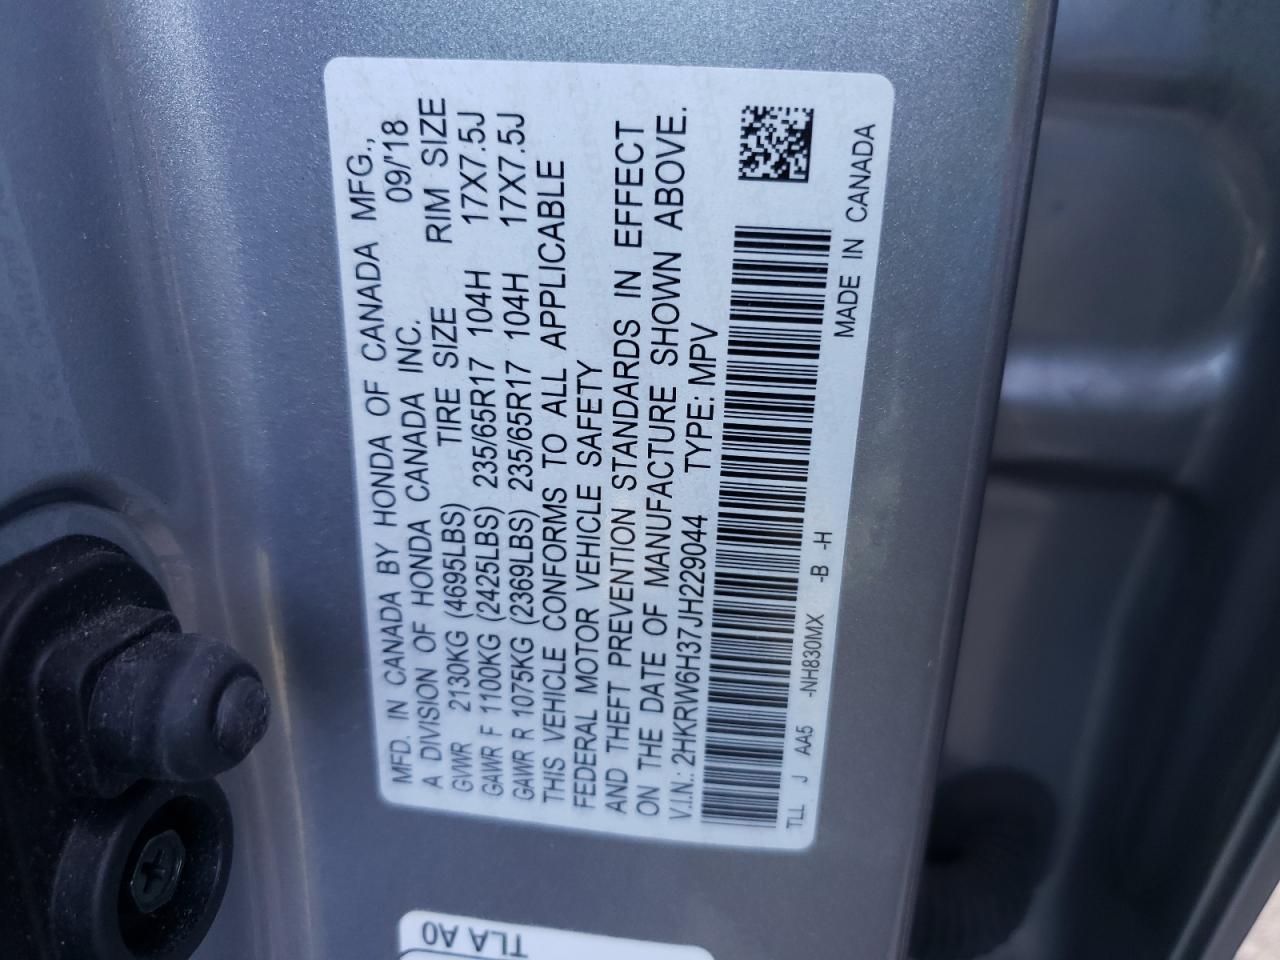 MFD. IN CANADA BY HONDA OF CANADA MFG.,
A DIVISION OF HONDA CANADA INC. 09/'18
GVWR 2130KG (4695LBS) TIRE SIZE RIM SIZE
GAWR F 1100KG (2425LBS) 235/65R17 104H 17X7.5J
GAWR R 1075KG (2369LBS) 235/65R17 104H 17X7.5J
THIS VEHICLE CONFORMS TO ALL APPLICABLE
FEDERAL MOTOR VEHICLE SAFETY
AND THEFT PREVENTION STANDARDS IN EFFECT
ON THE DATE OF MANUFACTURE SHOWN ABOVE.
V.I.N.: 2HKRW6H37JH229044 TYPE: MPV
TLL J AA5 -NH830MX -B -H
MADE IN CANADA
TLA A0